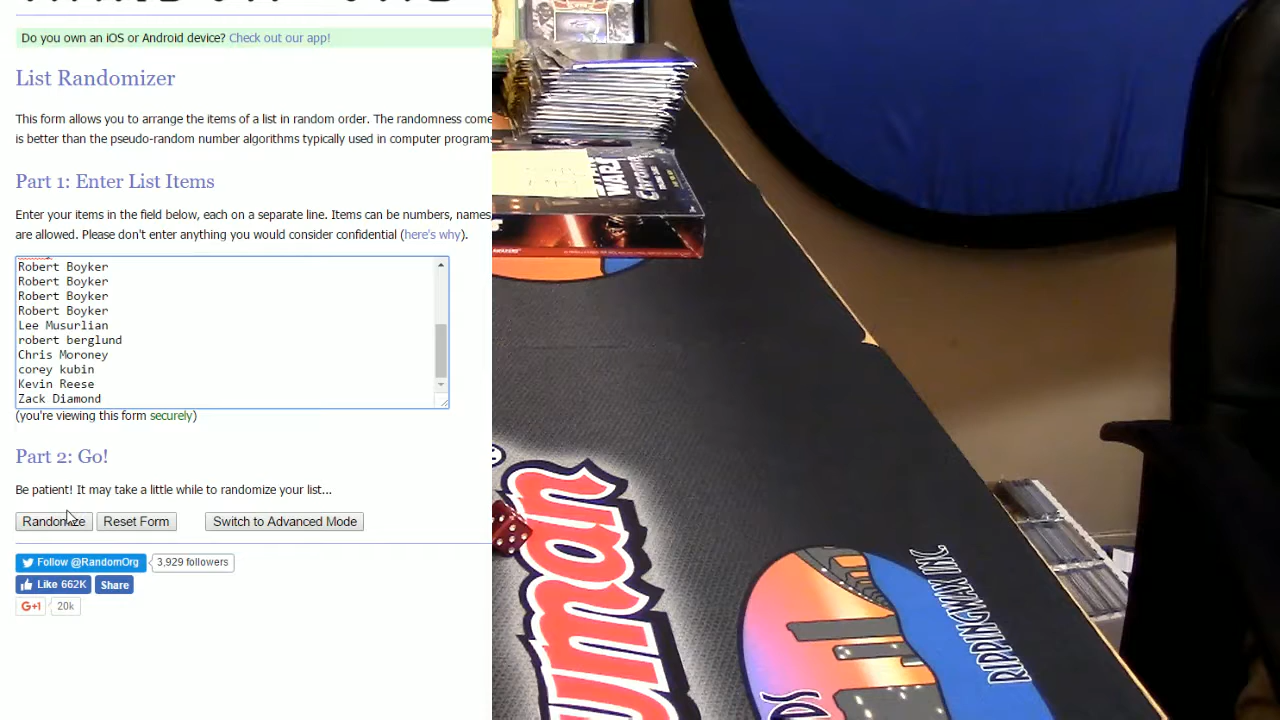 Do you own an iOS or Android device? Check out our app!
List Randomizer
This form allows you to arrange the items of a list in random order. The randomness come
is better than the pseudo-random number algorithms typically used in computer programs
Part 1: Enter List Items
Enter your items in the field below, each on a separate line. Items can be numbers, names,
are allowed. Please don't enter anything you would consider confidential (here's why).
Robert Boyker
Robert Boyker
Robert Boyker
Robert Boyker
Lee Musurlian
robert berglund
Chris Moroney
corey kubin
Kevin Reese
Zack Diamond
(you're viewing this form securely)
Part 2: Go!
Be patient! It may take a little while to randomize your list...
Randomize Reset Form Switch to Advanced Mode
Follow @RandomOrg 3,929 followers
Like 662K Share
G+1 20k
WARS
RIPPINGWAX INC.